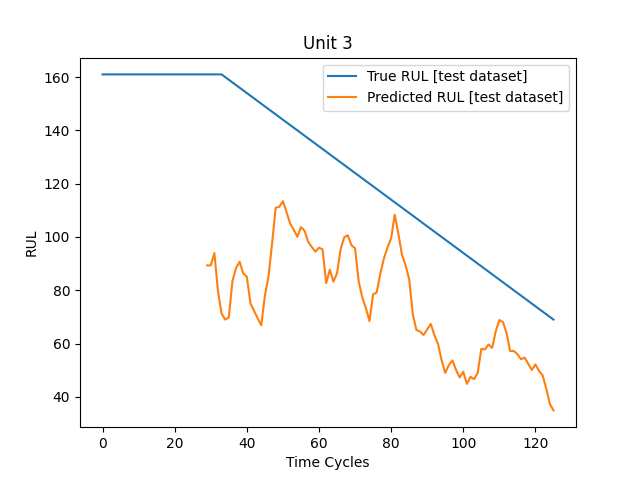 Unit 3
True RUL [test dataset]
Predicted RUL [test dataset]
RUL
160
140
120
100
80
60
40
0 20 40 60 80 100 120
Time Cycles